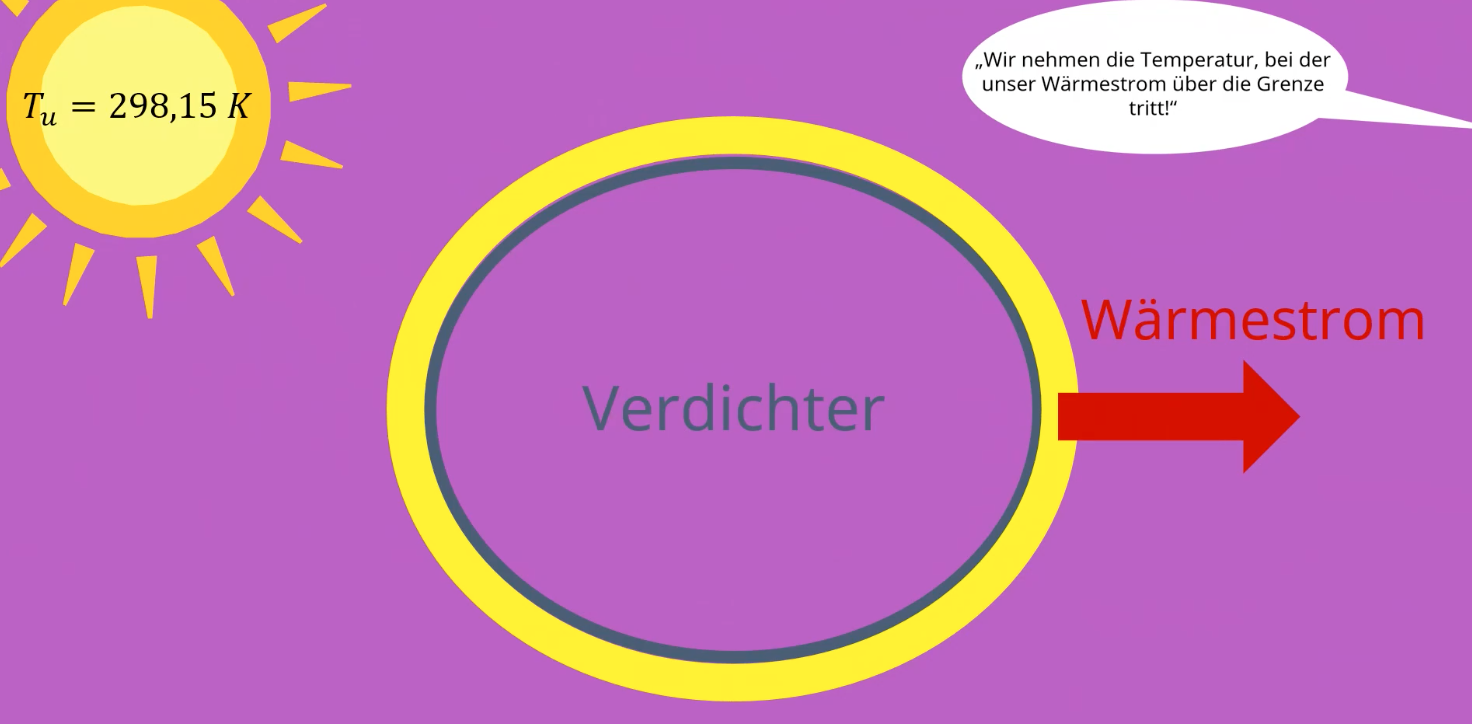 T_u = 298,15 K
„Wir nehmen die Temperatur, bei der
unser Wärmestrom über die Grenze
tritt!“
Wärmestrom
Verdichter